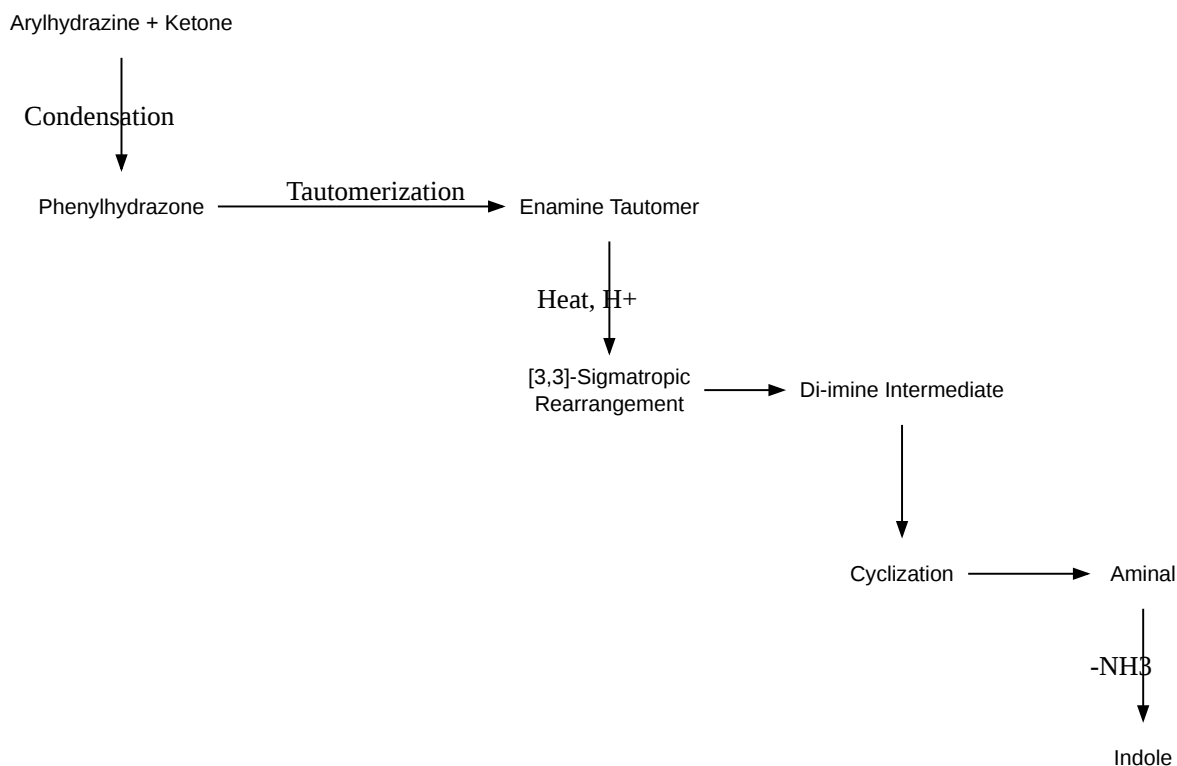 Arylhydrazine + Ketone
Condensation
Phenylhydrazone
Tautomerization
Enamine Tautomer
Heat, H+
[3,3]-Sigmatropic
Rearrangement
Di-imine Intermediate
Cyclization
Aminal
-NH3
Indole